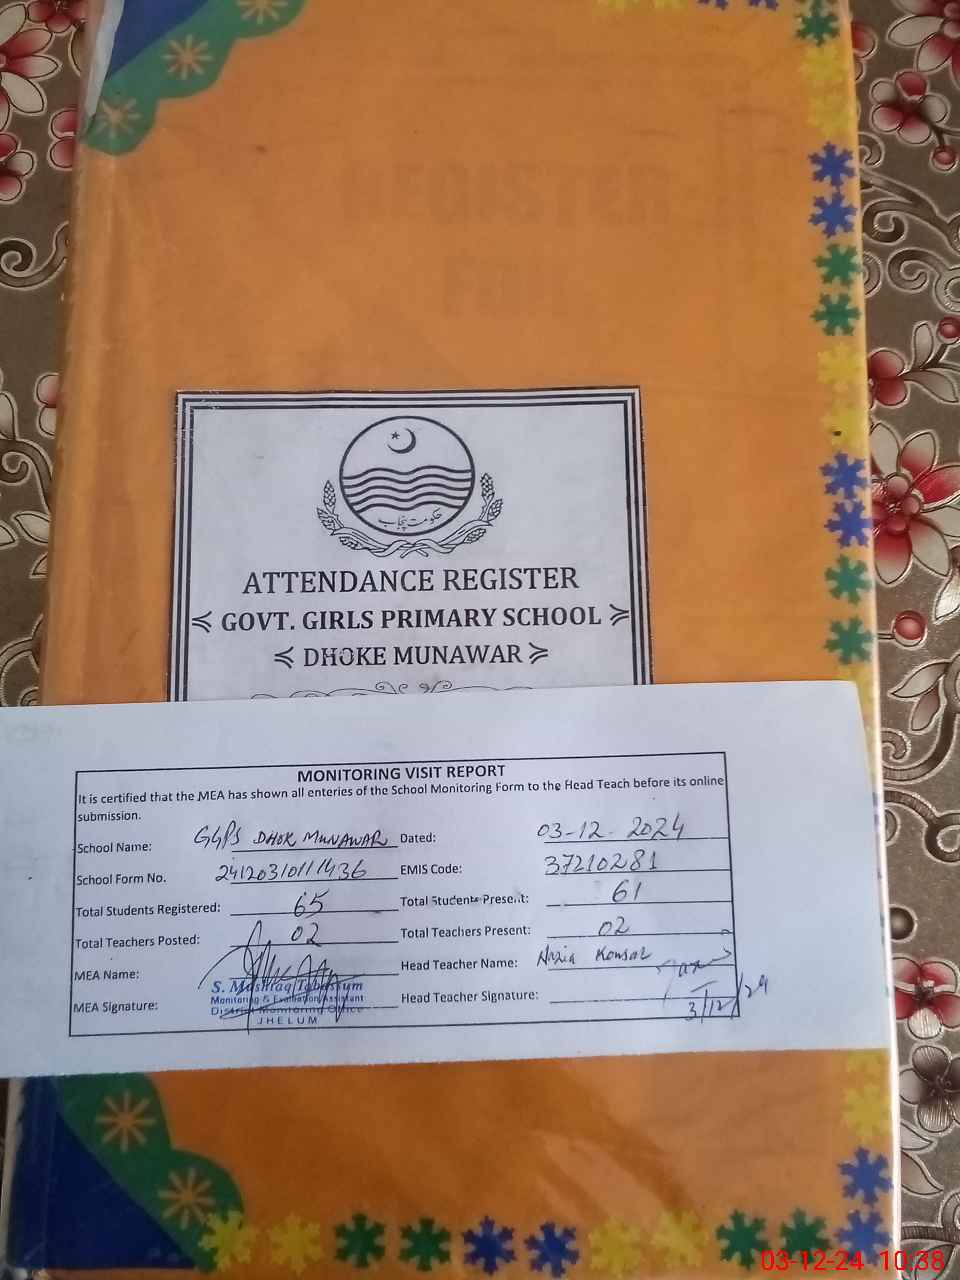 REGISTER
حکومت پنجاب
ATTENDANCE REGISTER
GOVT. GIRLS PRIMARY SCHOOL
DHOKE MUNAWAR
MONITORING VISIT REPORT
It is certified that the MEA has shown all enteries of the School Monitoring Form to the Head Teach before its online
submission.
School Name: GGPS DHOK MUNAWAR Dated: 03-12-2024
School Form No. EMIS Code: 37210281
Total Students Registered: 65 Total Students Present: 61
Total Teachers Posted: 02 Total Teachers Present: 02
MEA Name: Head Teacher Name: Nazia Kousar
MEA Signature: Head Teacher Signature: 3/12/24
S. Mushtaq Tabassum
Monitoring & Evaluation Assistant
District Monitoring Office
JHELUM
03-12-24 10:38